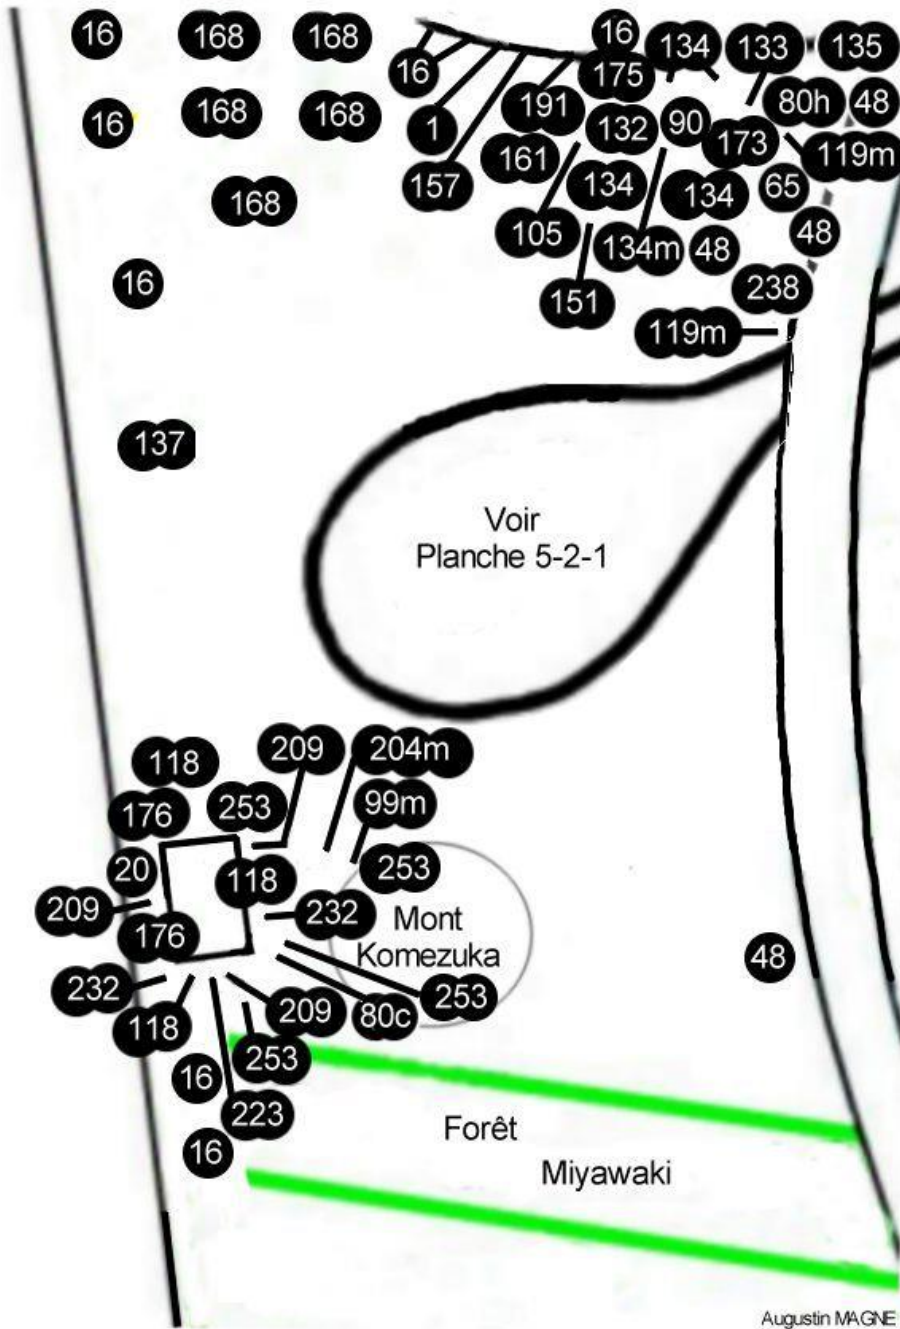 16 168 168 16 134 133 135
16 175 80h 48
16 168 168 1 191 132 90 173 119m
161
168 157 134 134 65
105 134m 48 48
16 151 238
119m
137
Voir
Planche 5-2-1
118 209 204m
176 253 99m
20 118 253
209 232 Mont
176 Komezuka
232 253 48
118 209 80c
16 253
223
16 Forêt
Miyawaki
Augustin MAGNE